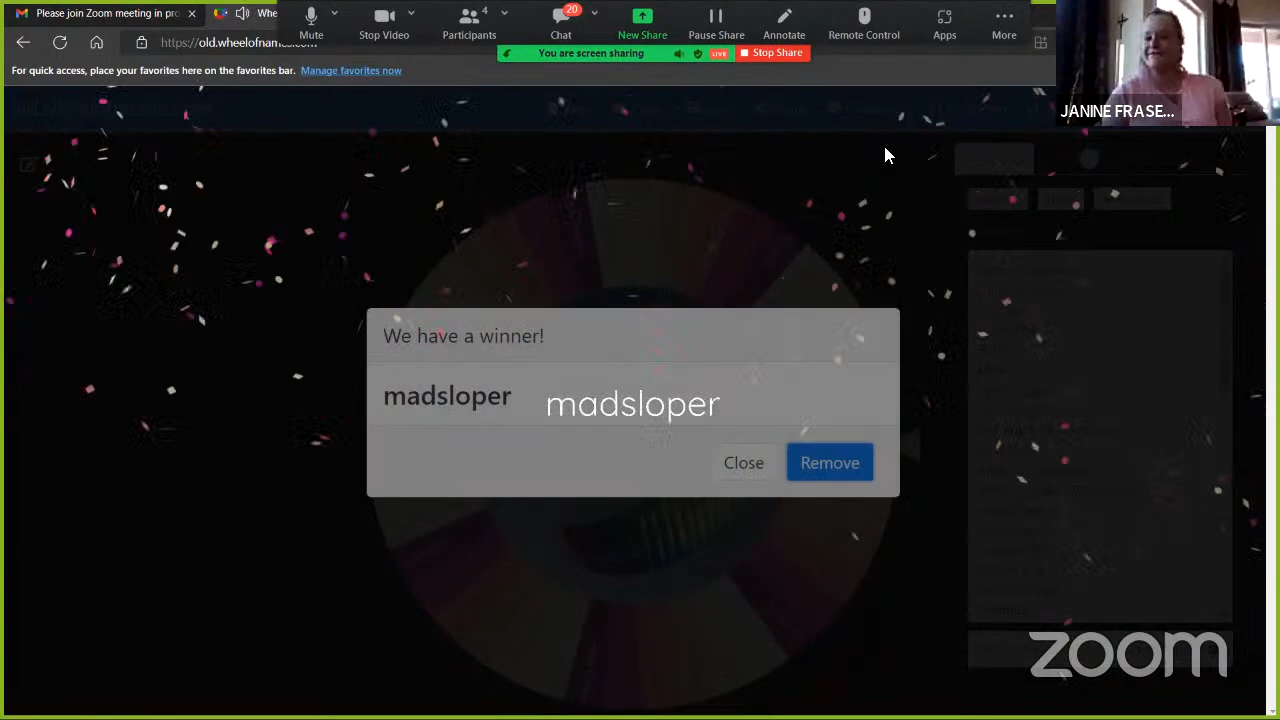 Please join Zoom meeting in pro
Whe
Mute
Stop Video
4
Participants
20
Chat
New Share
Pause Share
Annotate
Remote Control
Apps
More
https://old.wheelofnames.com
You are screen sharing
LIVE
Stop Share
For quick access, place your favorites here on the favorites bar. Manage favorites now
JANINE FRASE...
We have a winner!
madsloper
madsloper
Close
Remove
zoom